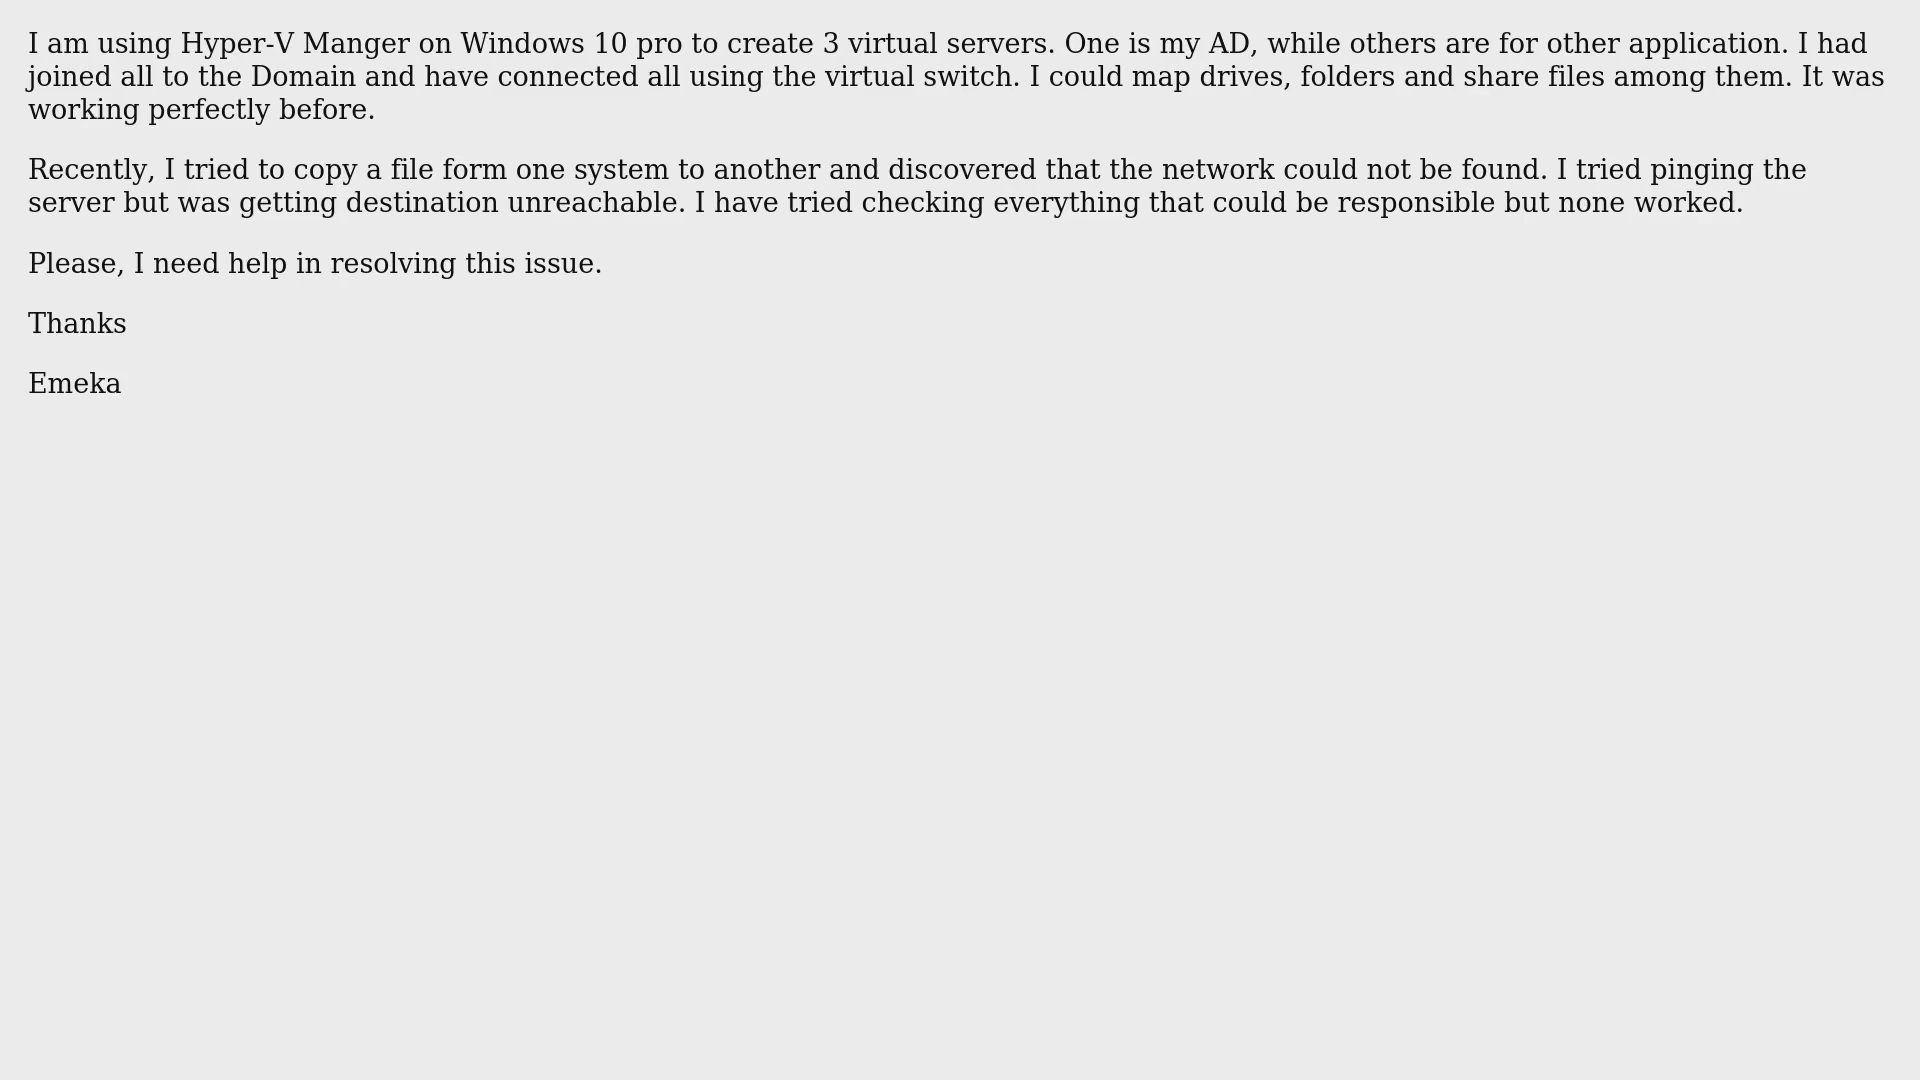 I am using Hyper-V Manger on Windows 10 pro to create 3 virtual servers. One is my AD, while others are for other application. I had
joined all to the Domain and have connected all using the virtual switch. I could map drives, folders and share files among them. It was
working perfectly before.
Recently, I tried to copy a file form one system to another and discovered that the network could not be found. I tried pinging the
server but was getting destination unreachable. I have tried checking everything that could be responsible but none worked.
Please, I need help in resolving this issue.
Thanks
Emeka